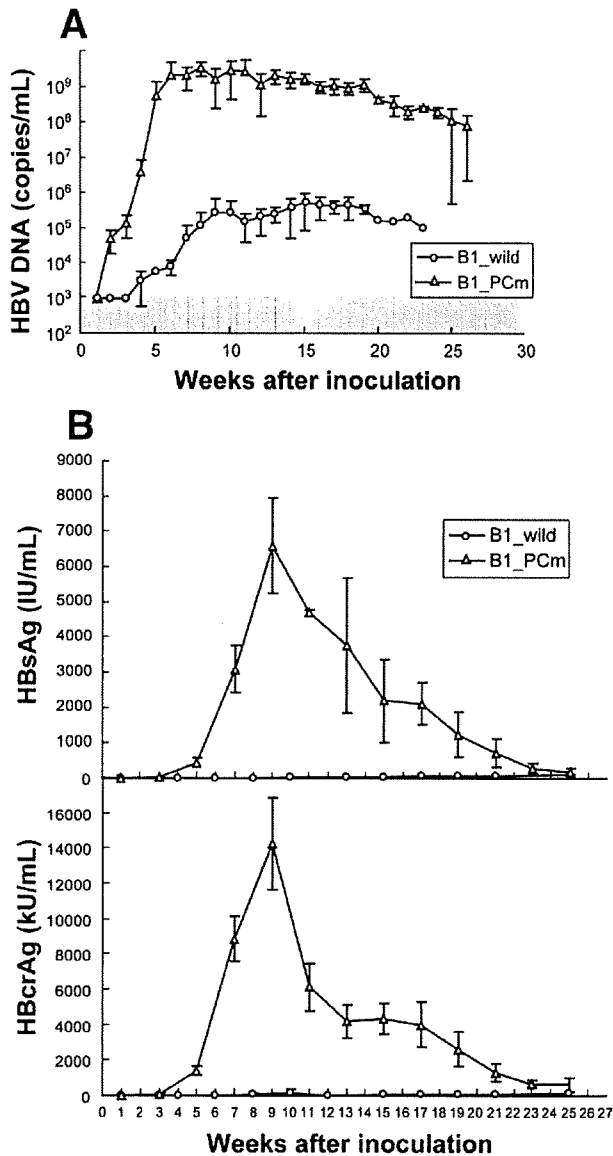 A
HBV DNA (copies/mL)
10⁹
10⁸
10⁷
10⁶
10⁵
10⁴
10³
10²
B1_wild
B1_PCm
0 5 10 15 20 25 30
Weeks after inoculation
B
HBsAg (IU/mL)
9000
8000
7000
6000
5000
4000
3000
2000
1000
0
B1_wild
B1_PCm
HBcrAg (kU/mL)
16000
14000
12000
10000
8000
6000
4000
2000
0
0 1 2 3 4 5 6 7 8 9 10 11 12 13 14 15 16 17 18 19 20 21 22 23 24 25 26 27
Weeks after inoculation